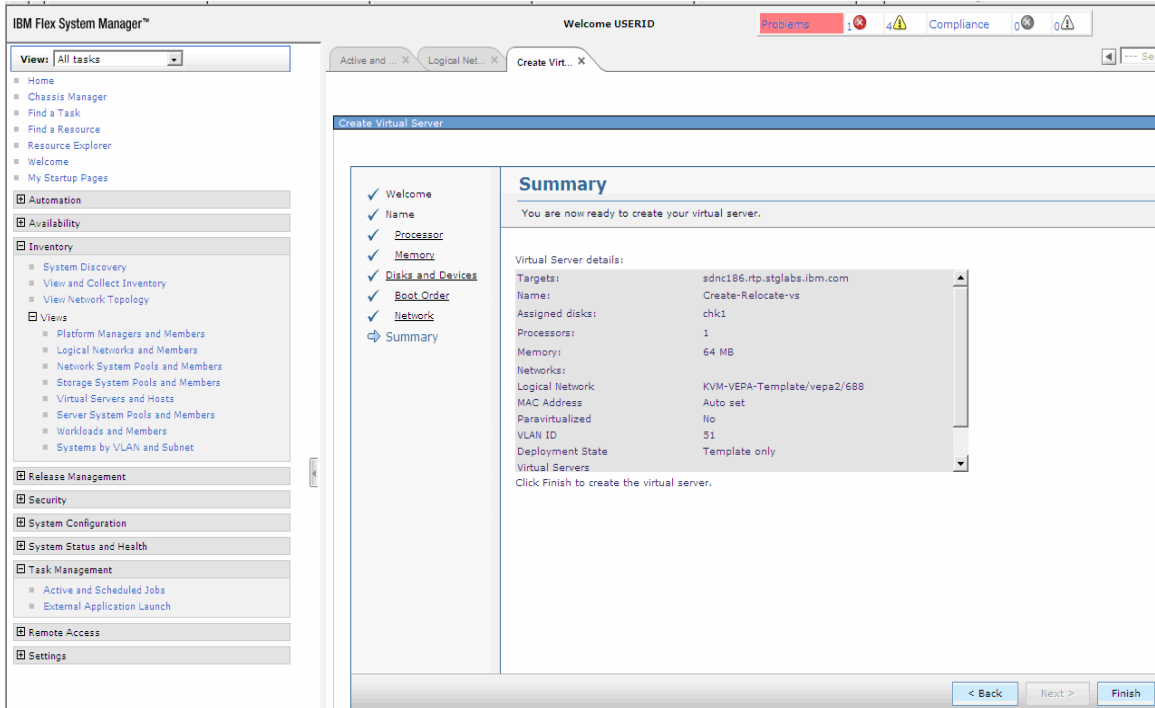 IBM Flex System Manager™
Welcome USERID
Problems 1 4 Compliance 0 0
View: All tasks
Home
Chassis Manager
Find a Task
Find a Resource
Resource Explorer
Welcome
My Startup Pages
Automation
Availability
Inventory
System Discovery
View and Collect Inventory
View Network Topology
Views
Platform Managers and Members
Logical Networks and Members
Network System Pools and Members
Storage System Pools and Members
Virtual Servers and Hosts
Server System Pools and Members
Workloads and Members
Systems by VLAN and Subnet
Release Management
Security
System Configuration
System Status and Health
Task Management
Active and Scheduled Jobs
External Application Launch
Remote Access
Settings
Active and ... X Logical Net... X Create Virt... X
--- Se
Create Virtual Server
Welcome
Name
Processor
Memory
Disks and Devices
Boot Order
Network
Summary
Summary
You are now ready to create your virtual server.
Virtual Server details:
Targets: sdnc186.rtp.stglabs.ibm.com
Name: Create-Relocate-vs
Assigned disks: chk1
Processors: 1
Memory: 64 MB
Networks:
Logical Network KVM-VEPA-Template/vepa2/688
MAC Address Auto set
Paravirtualized No
VLAN ID 51
Deployment State Template only
Virtual Servers
Click Finish to create the virtual server.
< Back Next > Finish